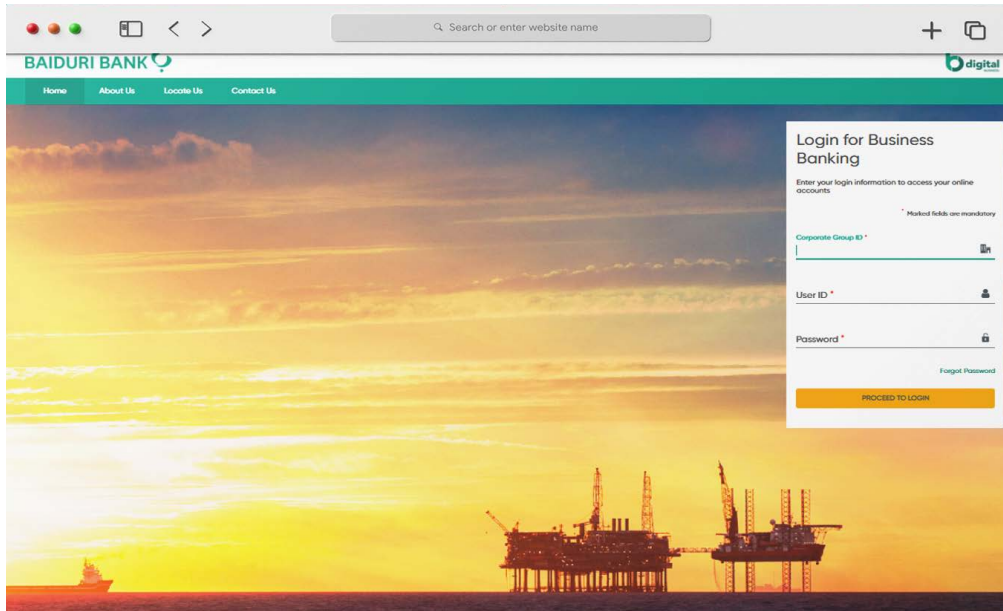 Search or enter website name
BAIDURI BANK
b digital
Home About Us Locate Us Contact Us
Login for Business
Banking
Enter your login information to access your online
accounts
* Marked fields are mandatory
Corporate Group ID *
User ID *
Password *
Forgot Password
PROCEED TO LOGIN